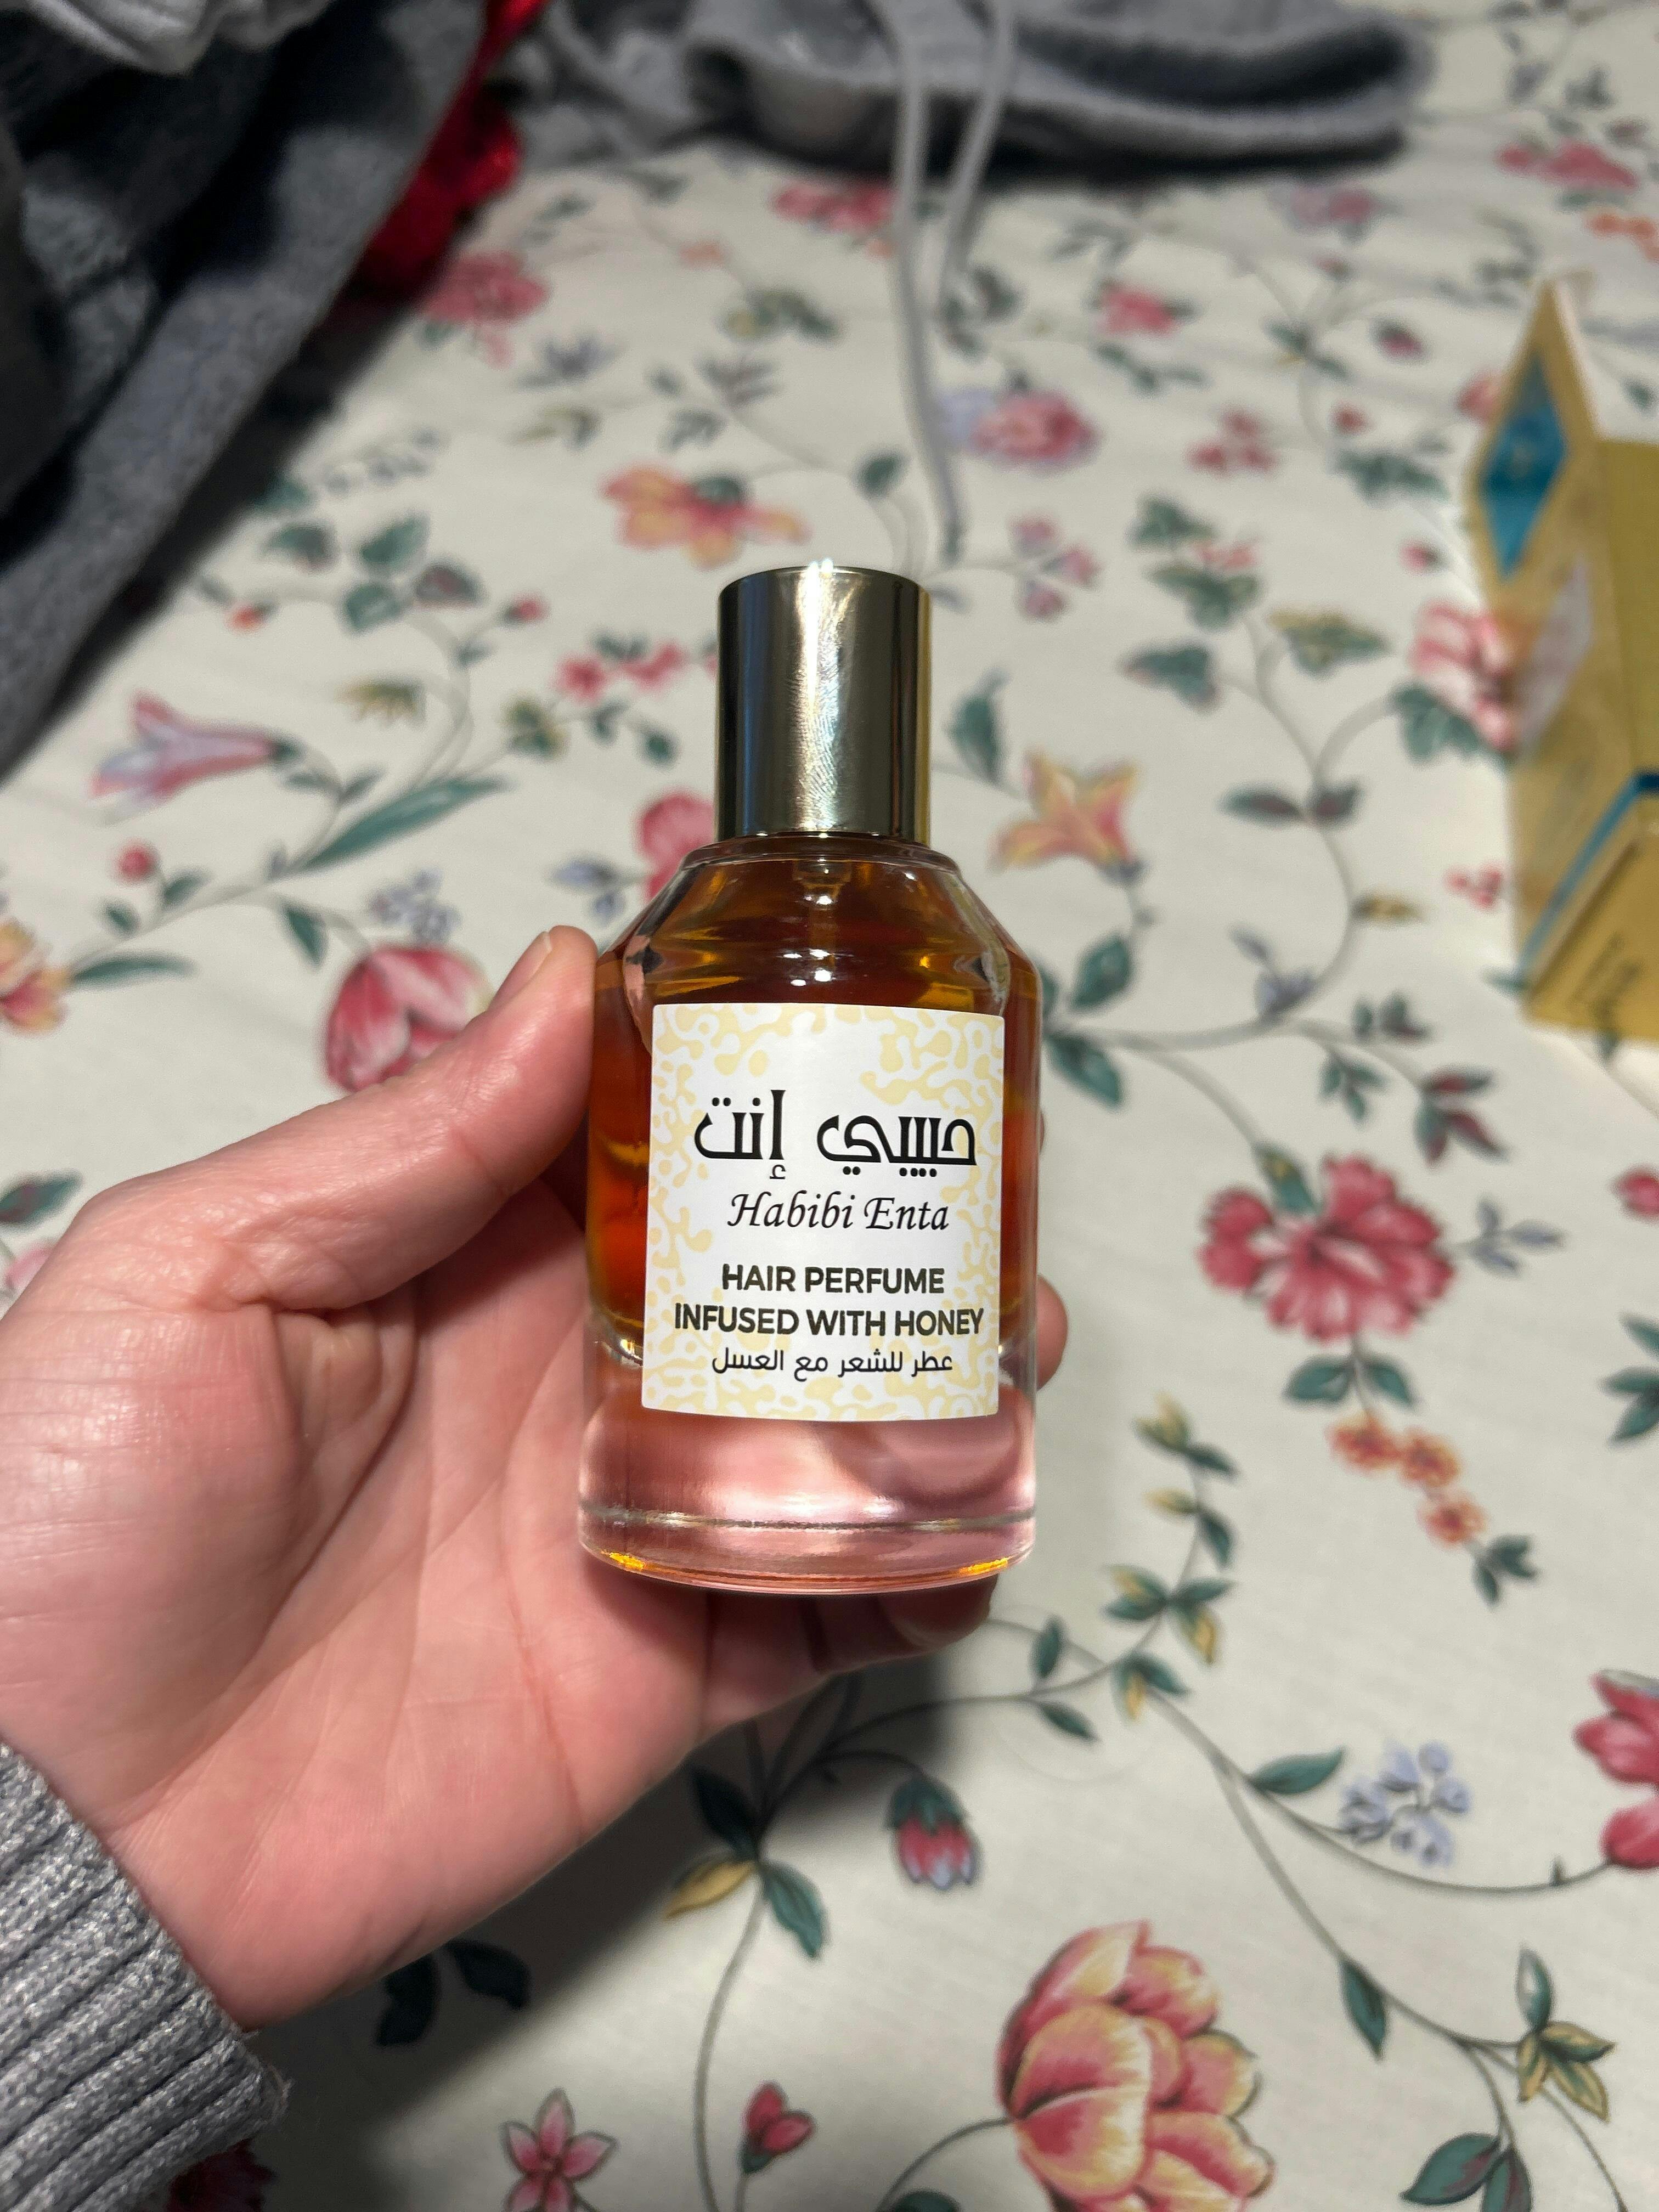 حبيبي إنت
Habibi Enta
HAIR PERFUME
INFUSED WITH HONEY
عطر للشعر مع العسل